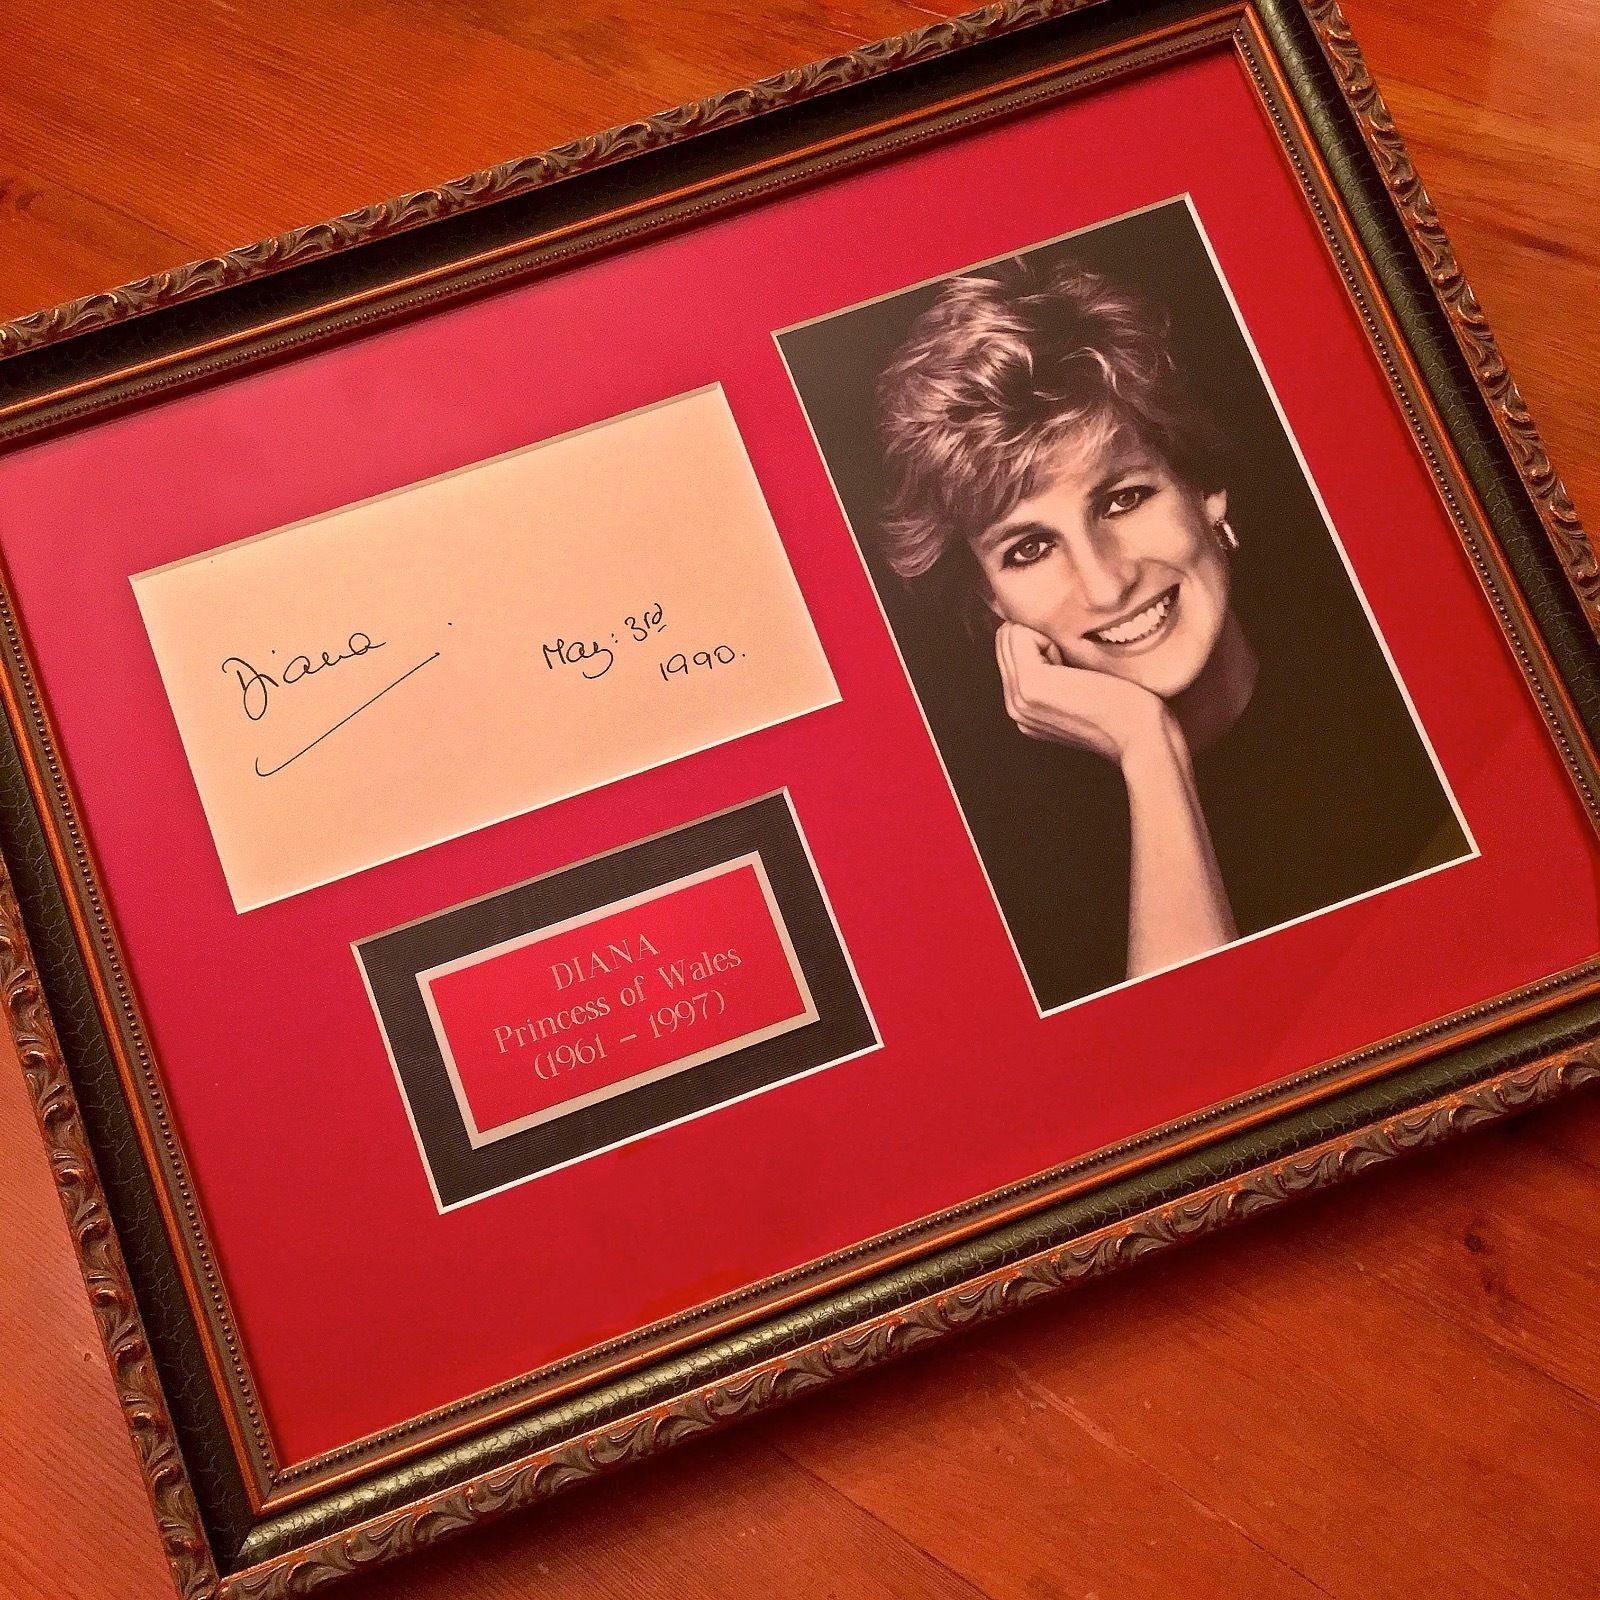 Diana
May: 3rd
1990.
DIANA
Princess of Wales
(1961 - 1997)